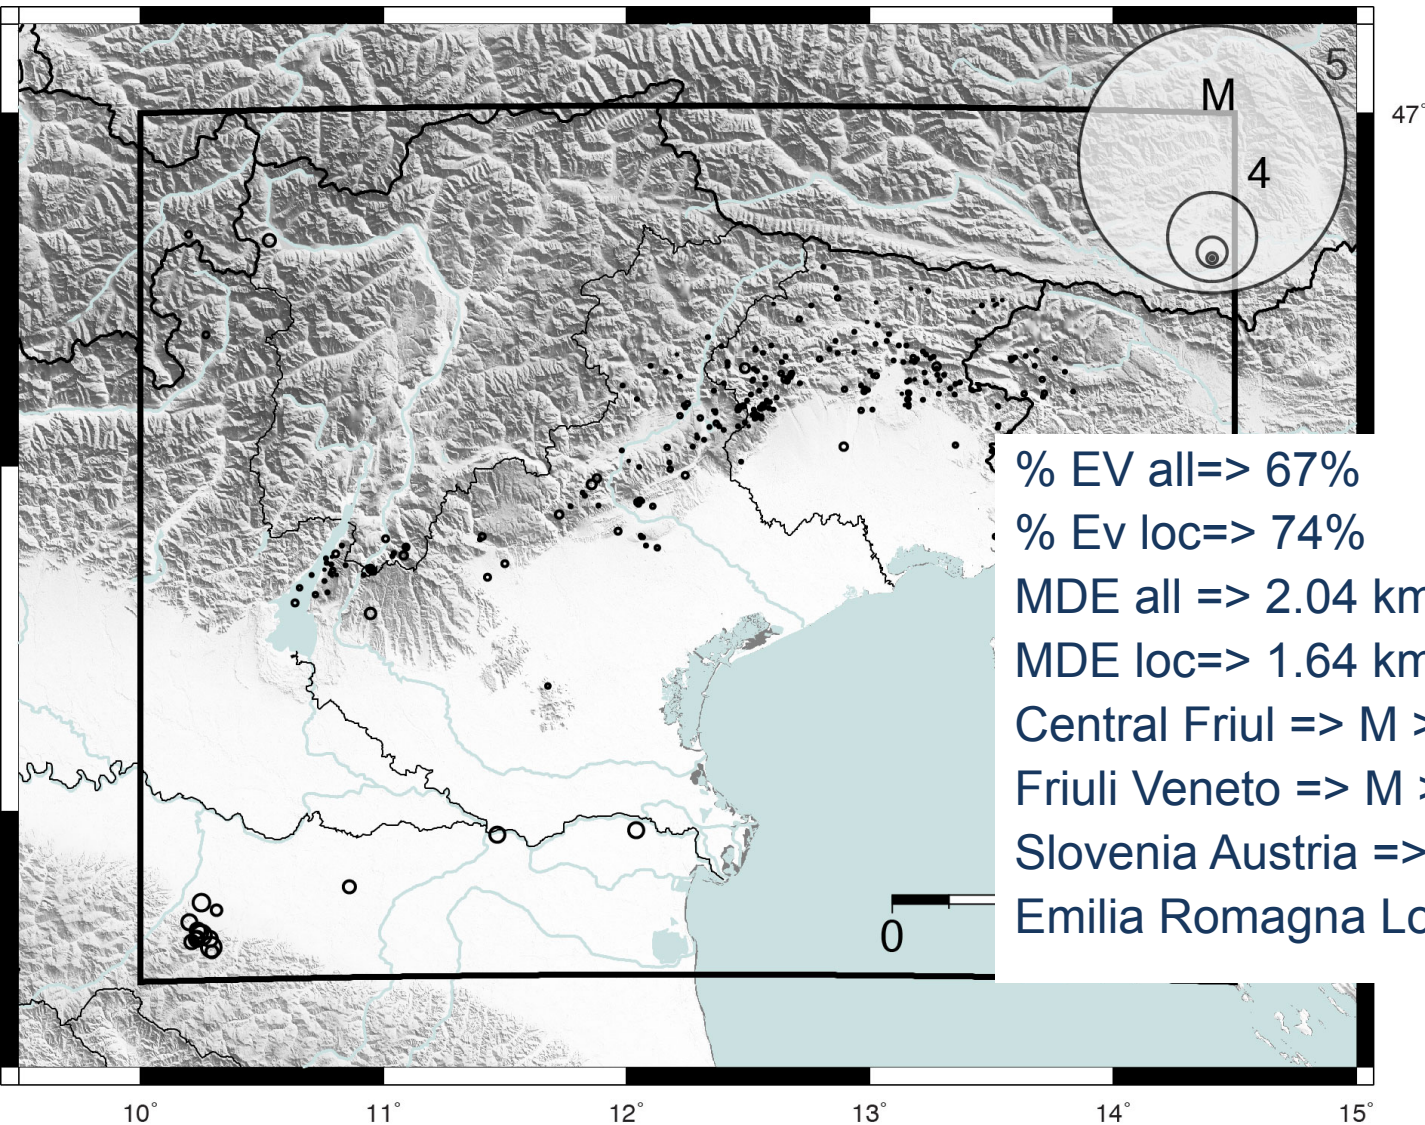 5
M
47°
4
% EV all=> 67%
% Ev loc=> 74%
MDE all => 2.04 km
MDE loc=> 1.64 km
Central Friul => M >
Friuli Veneto => M >
Slovenia Austria =>
Emilia Romagna Lo
0
10° 11° 12° 13° 14° 15°